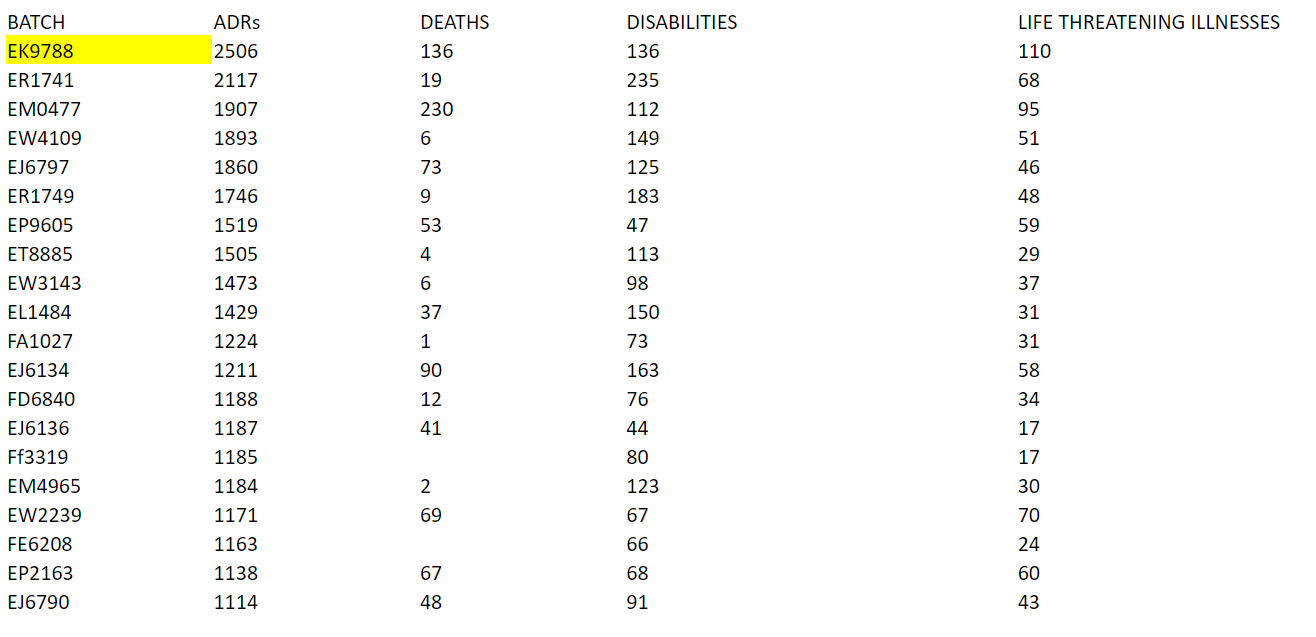 BATCH ADRs DEATHS DISABILITIES LIFE THREATENING ILLNESSES
EK9788 2506 136 136 110
ER1741 2117 19 235 68
EM0477 1907 230 112 95
EW4109 1893 6 149 51
EJ6797 1860 73 125 46
ER1749 1746 9 183 48
EP9605 1519 53 47 59
ET8885 1505 4 113 29
EW3143 1473 6 98 37
EL1484 1429 37 150 31
FA1027 1224 1 73 31
EJ6134 1211 90 163 58
FD6840 1188 12 76 34
EJ6136 1187 41 44 17
Ff3319 1185 80 17
EM4965 1184 2 123 30
EW2239 1171 69 67 70
FE6208 1163 66 24
EP2163 1138 67 68 60
EJ6790 1114 48 91 43